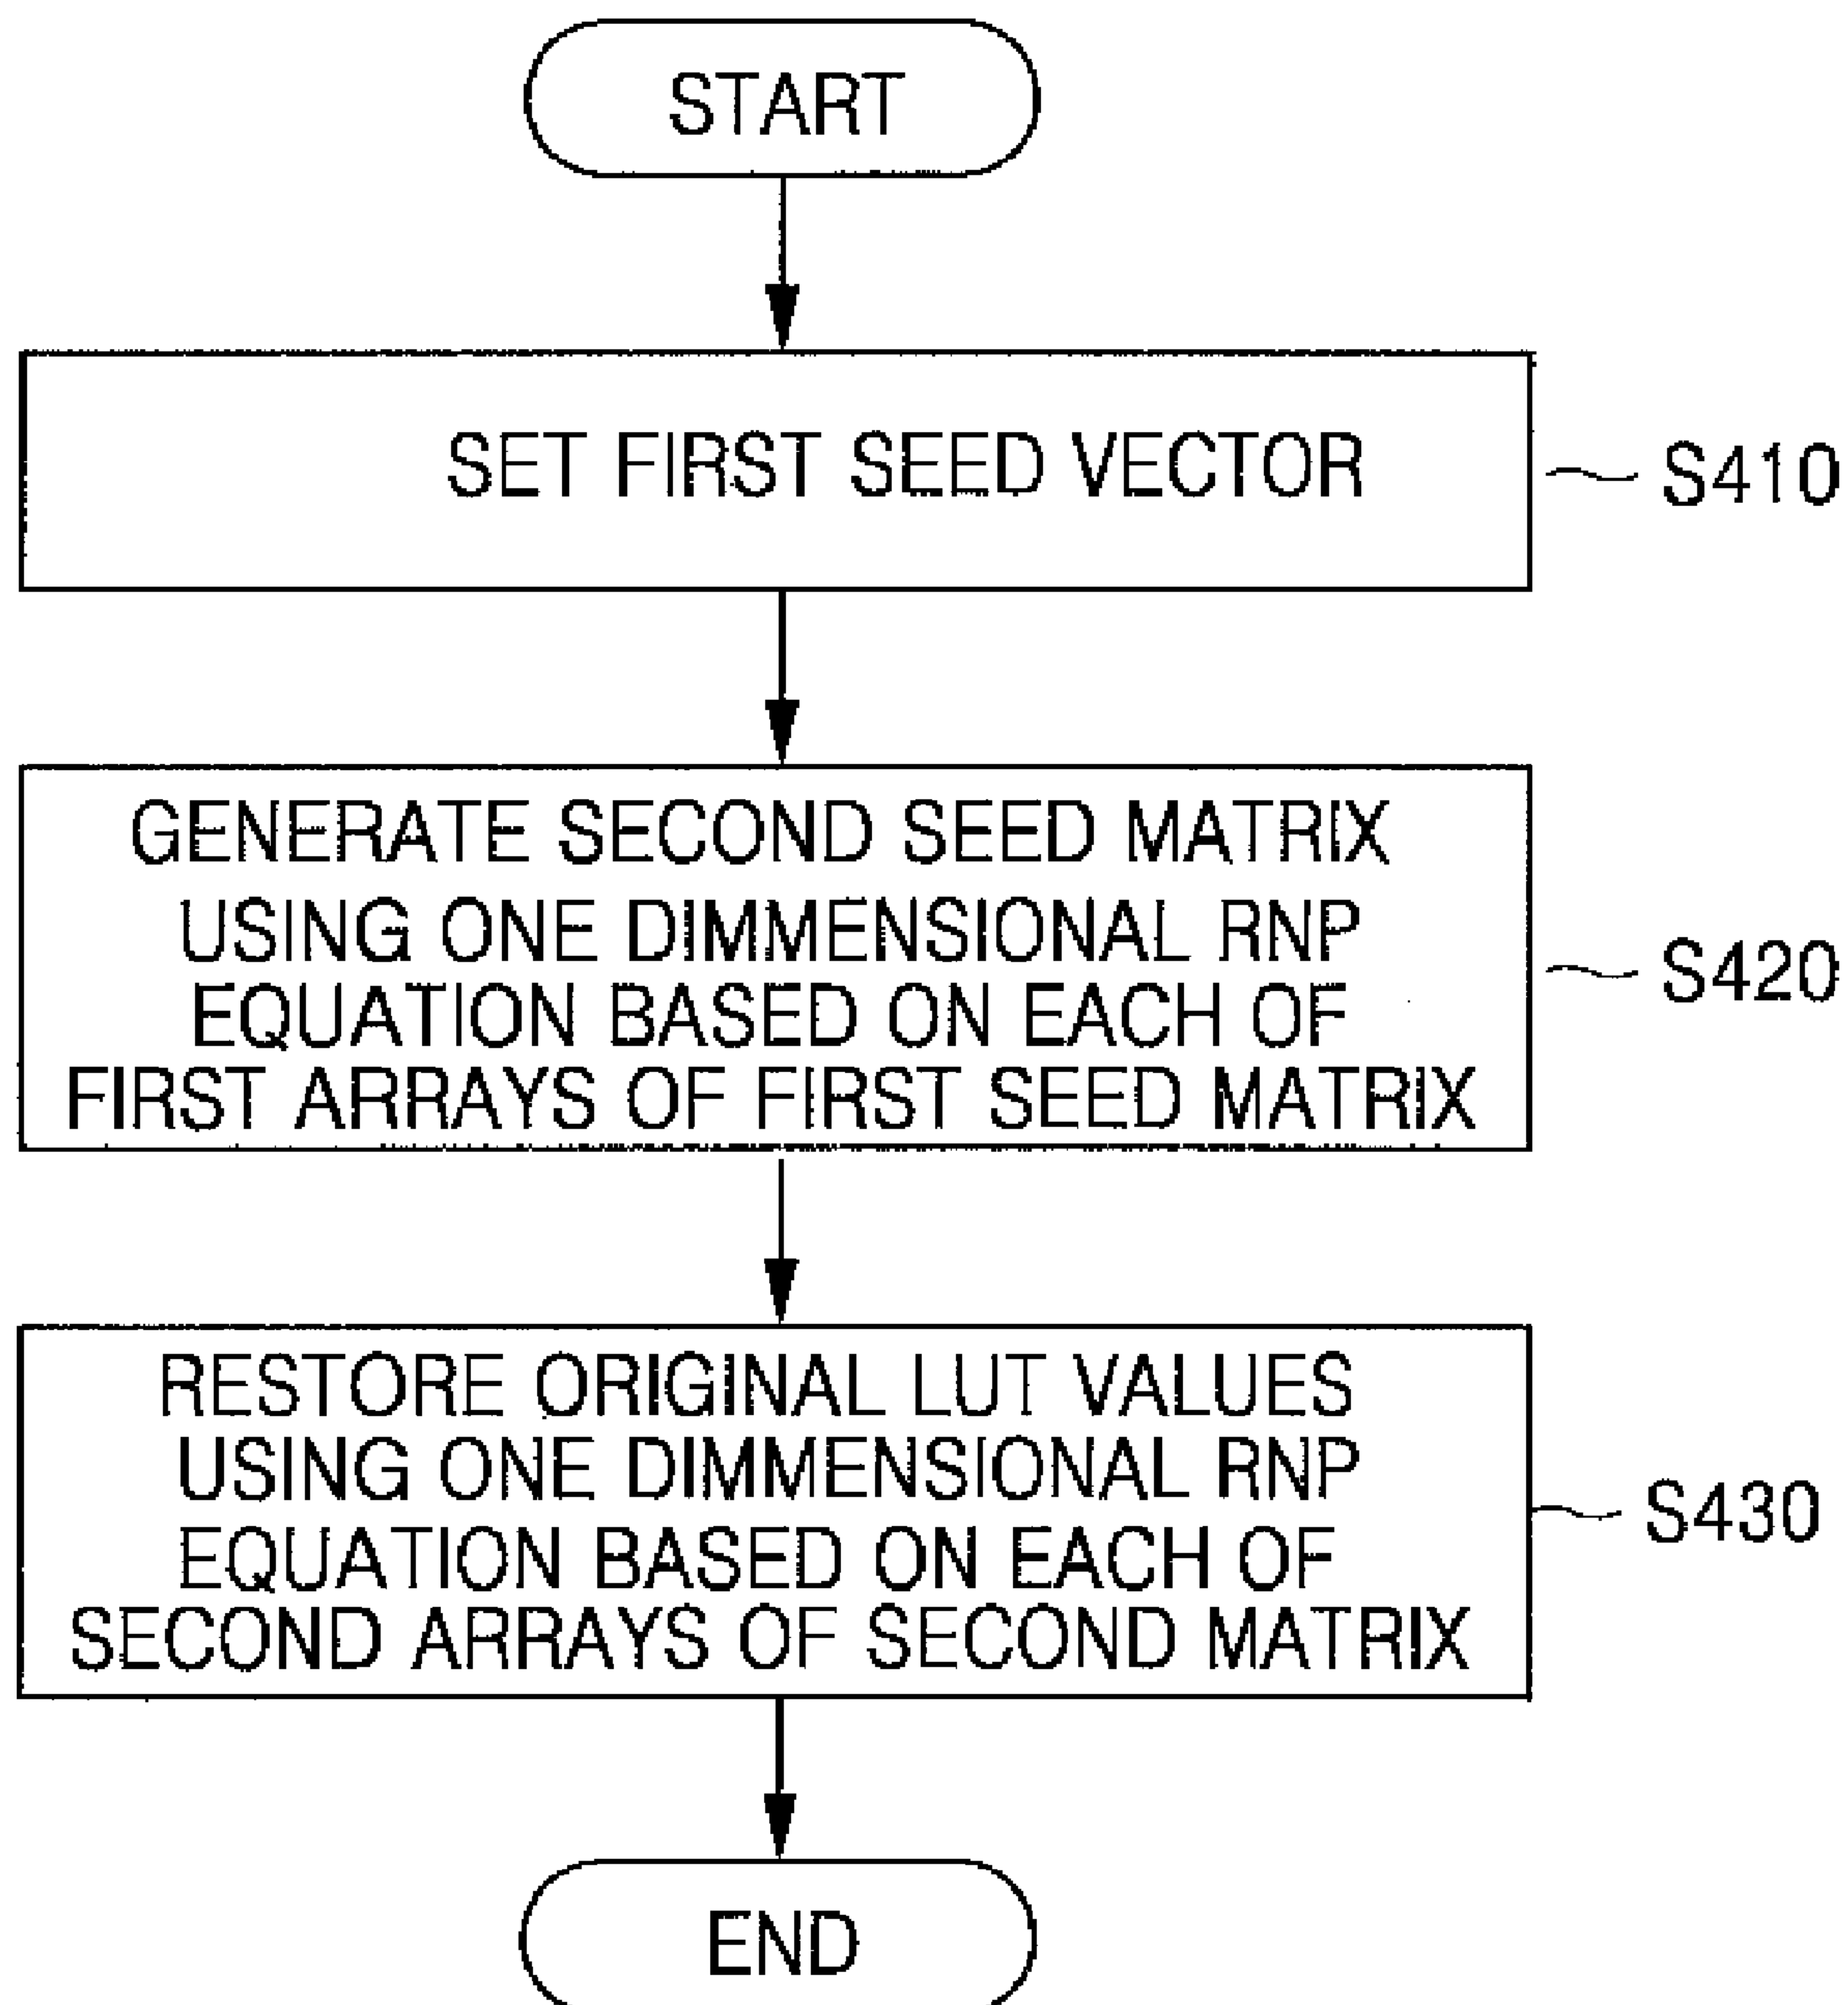 START
SET FIRST SEED VECTOR
S410
GENERATE SECOND SEED MATRIX
USING ONE DIMMENSIONAL RNP
EQUATION BASED ON EACH OF
FIRST ARRAYS OF FIRST SEED MATRIX
S420
RESTORE ORIGINAL LUT VALUES
USING ONE DIMMENSIONAL RNP
EQUATION BASED ON EACH OF
SECOND ARRAYS OF SECOND MATRIX
S430
END